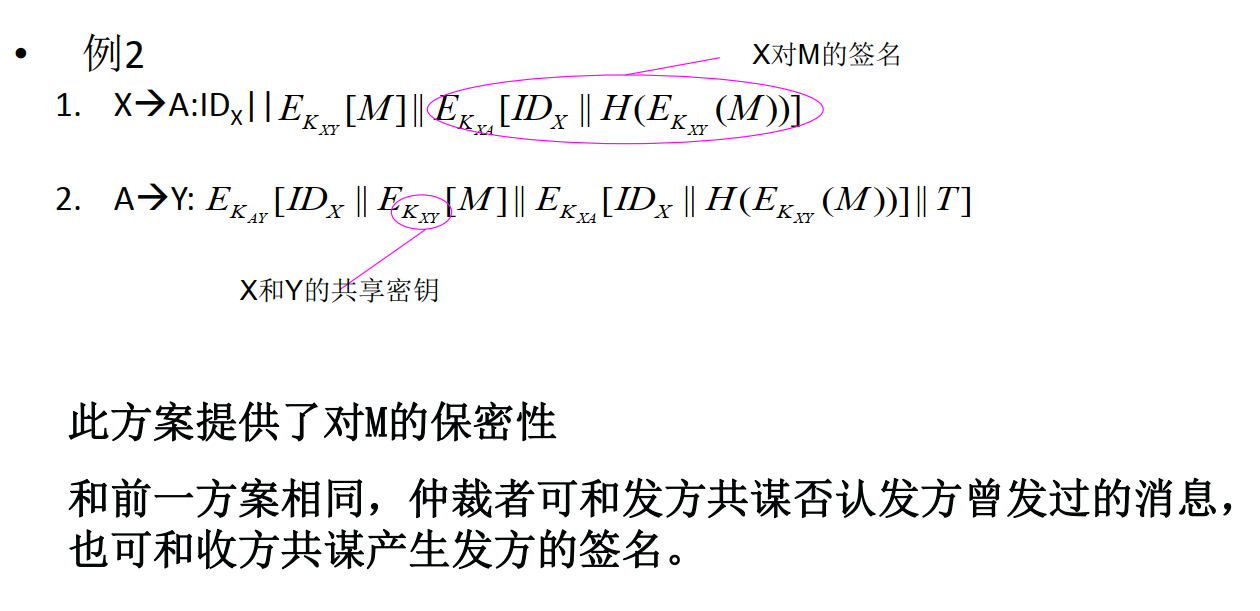 • 例2
X对M的签名
1. X→A:ID_X||E_{K_{XY}}[M]‖E_{K_{XA}}[ID_X‖H(E_{K_{XY}}(M))]
2. A→Y: E_{K_{AY}}[ID_X‖E_{K_{XY}}[M]‖E_{K_{XA}}[ID_X‖H(E_{K_{XY}}(M))]‖T]
X和Y的共享密钥
此方案提供了对M的保密性
和前一方案相同，仲裁者可和发方共谋否认发方曾发过的消息，
也可和收方共谋产生发方的签名。